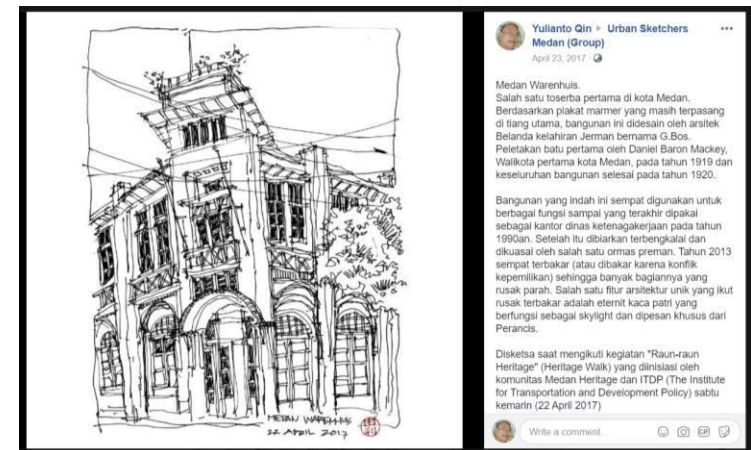 MEDAN WAREHUIS
22 APRIL 2017
Yulianto Qin ▸ Urban Sketchers
Medan (Group)
April 23, 2017 ·
Medan Warenhuis.
Salah satu toserba pertama di kota Medan.
Berdasarkan plakat marmer yang masih terpasang
di tiang utama, bangunan ini didesain oleh arsitek
Belanda kelahiran Jerman bernama G.Bos.
Peletakan batu pertama oleh Daniel Baron Mackey,
Walikota pertama kota Medan, pada tahun 1919 dan
keseluruhan bangunan selesai pada tahun 1920.
Bangunan yang indah ini sempat digunakan untuk
berbagai fungsi sampai yang terakhir dipakai
sebagai kantor dinas ketenagakerjaan pada tahun
1990an. Setelah itu dibiarkan terbengkalai dan
dikuasai oleh salah satu ormas preman. Tahun 2013
sempat terbakar (atau dibakar karena konflik
kepemilikan) sehingga banyak bagiannya yang
rusak parah. Salah satu fitur arsitektur unik yang ikut
rusak terbakar adalah eternit kaca patri yang
berfungsi sebagai skylight dan dipesan khusus dari
Perancis.
Disketsa saat mengikuti kegiatan "Raun-raun
Heritage" (Heritage Walk) yang diinisiasi oleh
komunitas Medan Heritage dan ITDP (The Institute
for Transportation and Development Policy) sabtu
kemarin (22 April 2017)
Write a comment...
GIF